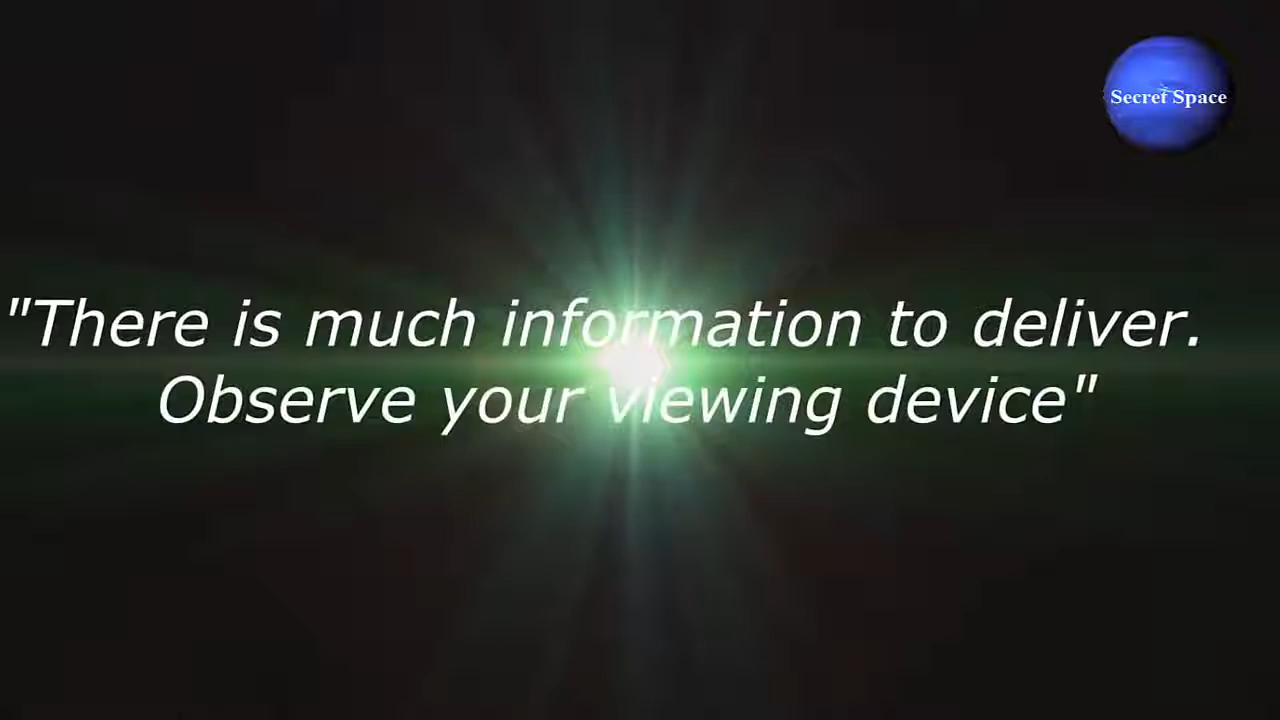 Secret Space
"There is much information to deliver.
Observe your viewing device"